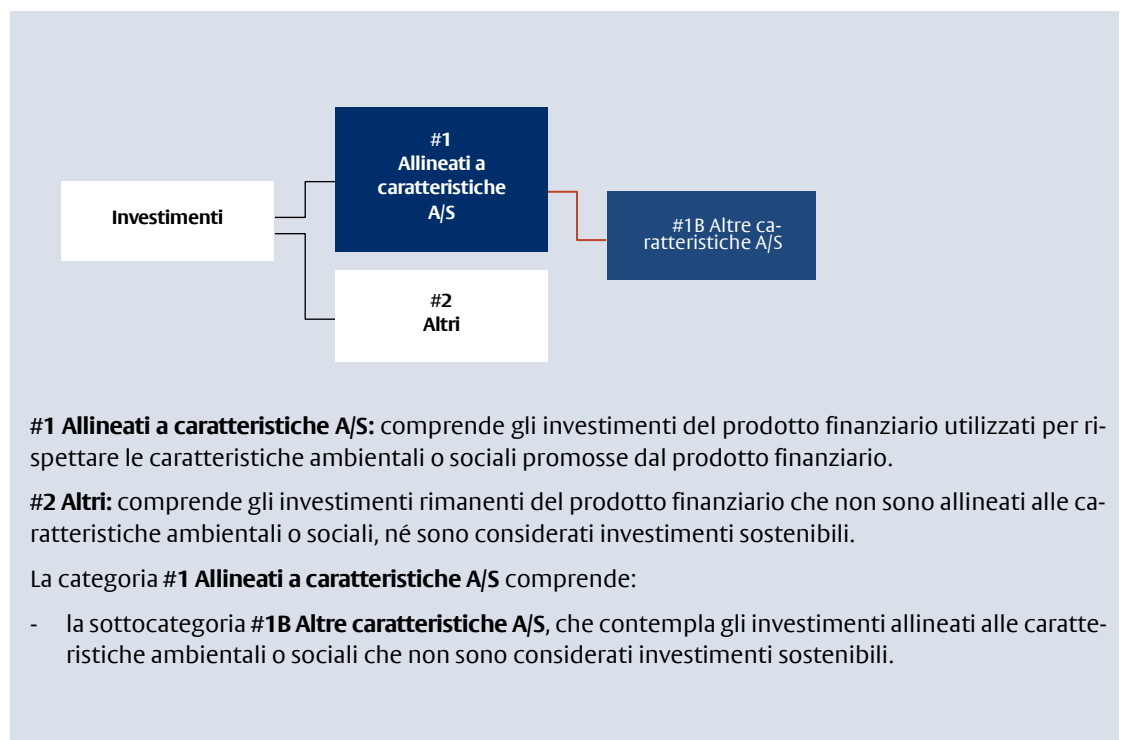 #1
Allineati a
caratteristiche
A/S
Investimenti
#1B Altre ca-
ratteristiche A/S
#2
Altri
#1 Allineati a caratteristiche A/S: comprende gli investimenti del prodotto finanziario utilizzati per ri-
spettare le caratteristiche ambientali o sociali promosse dal prodotto finanziario.
#2 Altri: comprende gli investimenti rimanenti del prodotto finanziario che non sono allineati alle ca-
ratteristiche ambientali o sociali, né sono considerati investimenti sostenibili.
La categoria #1 Allineati a caratteristiche A/S comprende:
- la sottocategoria #1B Altre caratteristiche A/S, che contempla gli investimenti allineati alle caratte-
ristiche ambientali o sociali che non sono considerati investimenti sostenibili.